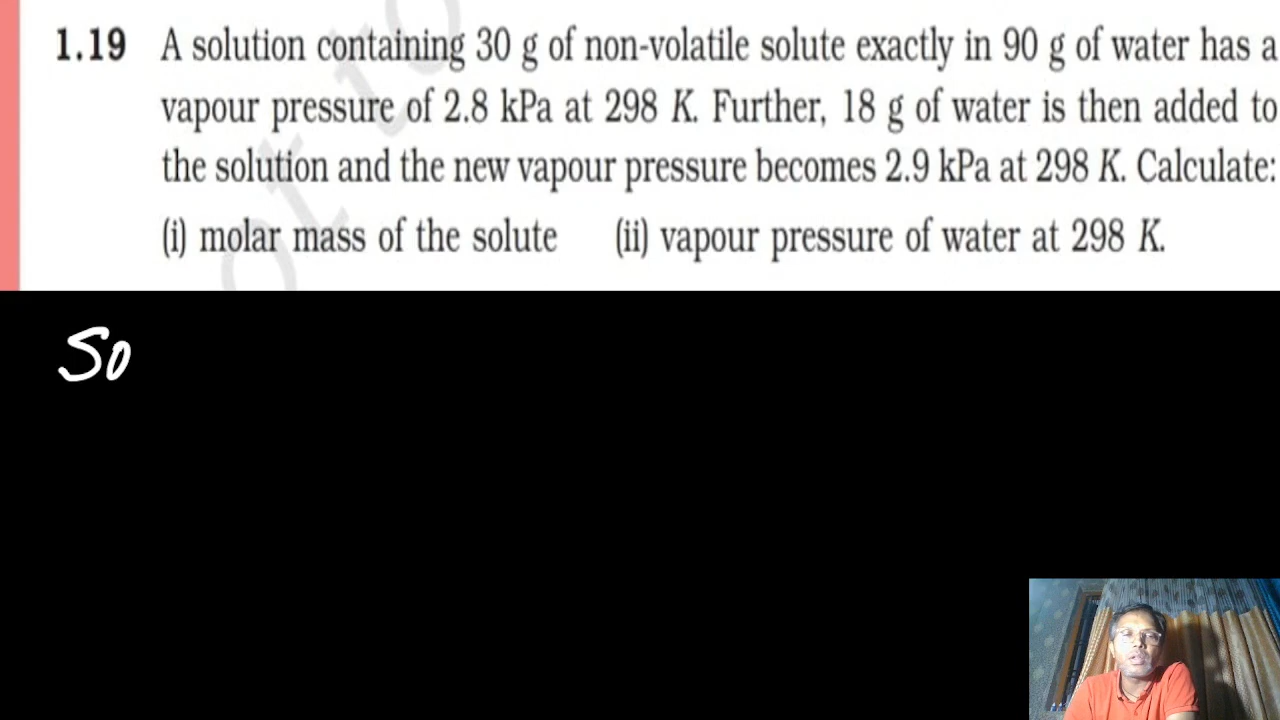 1.19 A solution containing 30 g of non-volatile solute exactly in 90 g of water has a
vapour pressure of 2.8 kPa at 298 K. Further, 18 g of water is then added to
the solution and the new vapour pressure becomes 2.9 kPa at 298 K. Calculate:
(i) molar mass of the solute (ii) vapour pressure of water at 298 K.
So